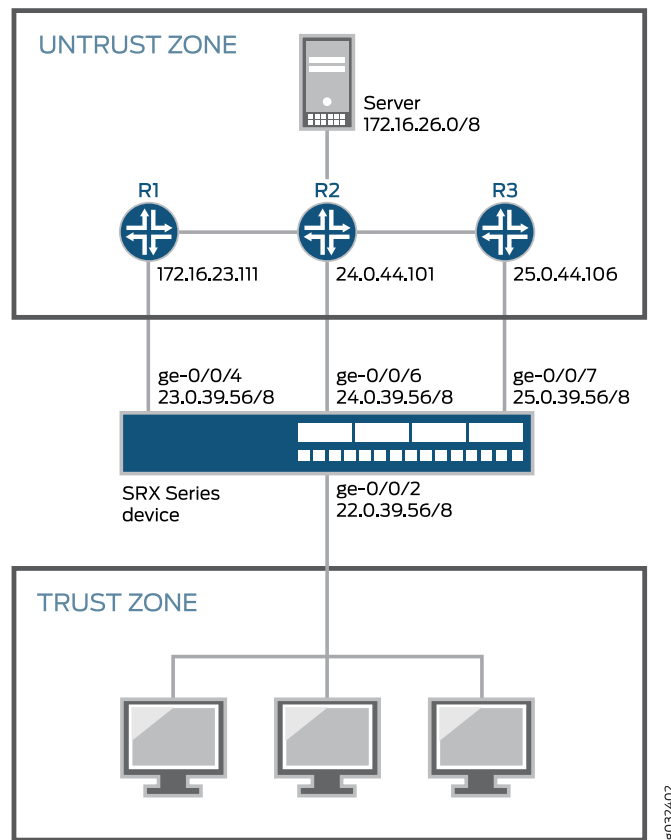 UNTRUST ZONE
Server
172.16.26.0/8
R1
R2
R3
172.16.23.111
24.0.44.101
25.0.44.106
ge-0/0/4
23.0.39.56/8
ge-0/0/6
24.0.39.56/8
ge-0/0/7
25.0.39.56/8
SRX Series
device
ge-0/0/2
22.0.39.56/8
TRUST ZONE
g032402